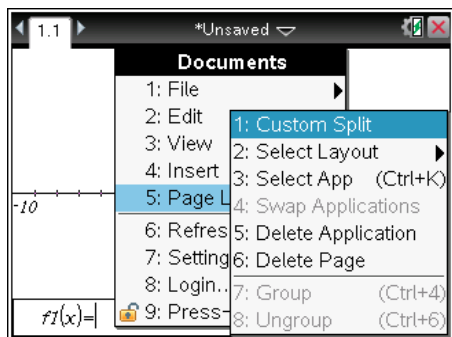 1.1
*Unsaved
Documents
1: File
2: Edit
3: View
4: Insert
5: Page L
6: Refres
7: Setting
8: Login..
9: Press-
1: Custom Split
2: Select Layout
3: Select App (Ctrl+K)
4: Swap Applications
5: Delete Application
6: Delete Page
7: Group (Ctrl+4)
8: Ungroup (Ctrl+6)
-10
f1(x)=